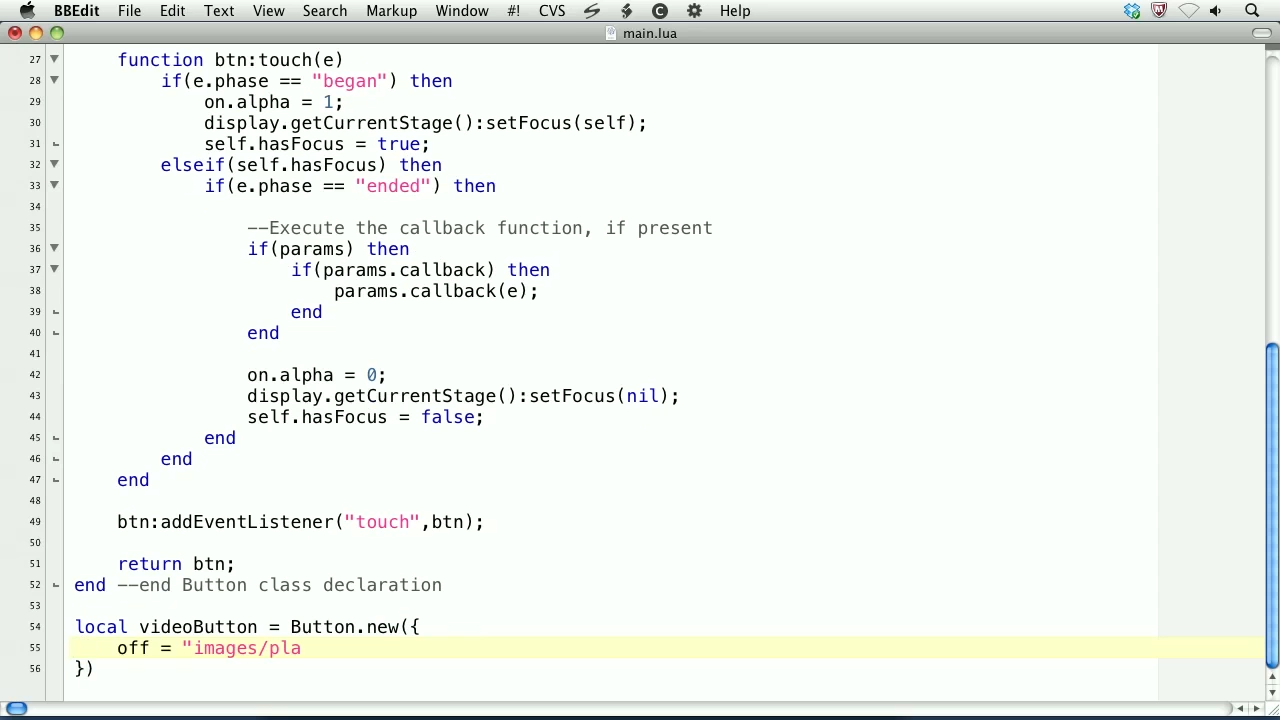 BBEdit File Edit Text View Search Markup Window #! CVS Help
main.lua
27 function btn:touch(e)
28 if(e.phase == "began") then
29 on.alpha = 1;
30 display.getCurrentStage():setFocus(self);
31 self.hasFocus = true;
32 elseif(self.hasFocus) then
33 if(e.phase == "ended") then
34
35 --Execute the callback function, if present
36 if(params) then
37 if(params.callback) then
38 params.callback(e);
39 end
40 end
41
42 on.alpha = 0;
43 display.getCurrentStage():setFocus(nil);
44 self.hasFocus = false;
45 end
46 end
47 end
48
49 btn:addEventListener("touch",btn);
50
51 return btn;
52 end --end Button class declaration
53
54 local videoButton = Button.new({
55 off = "images/pla
56 })